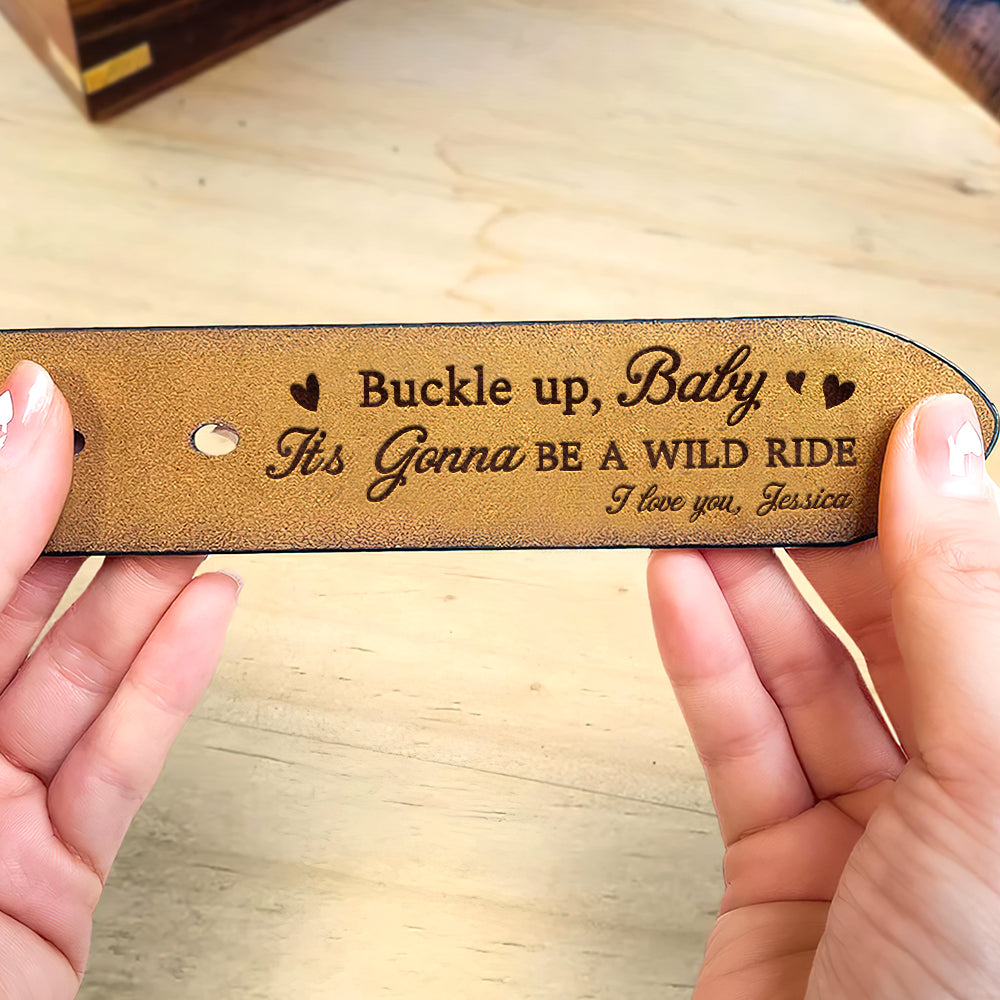 Buckle up, Baby
It's Gonna BE A WILD RIDE
I love you, Jessica